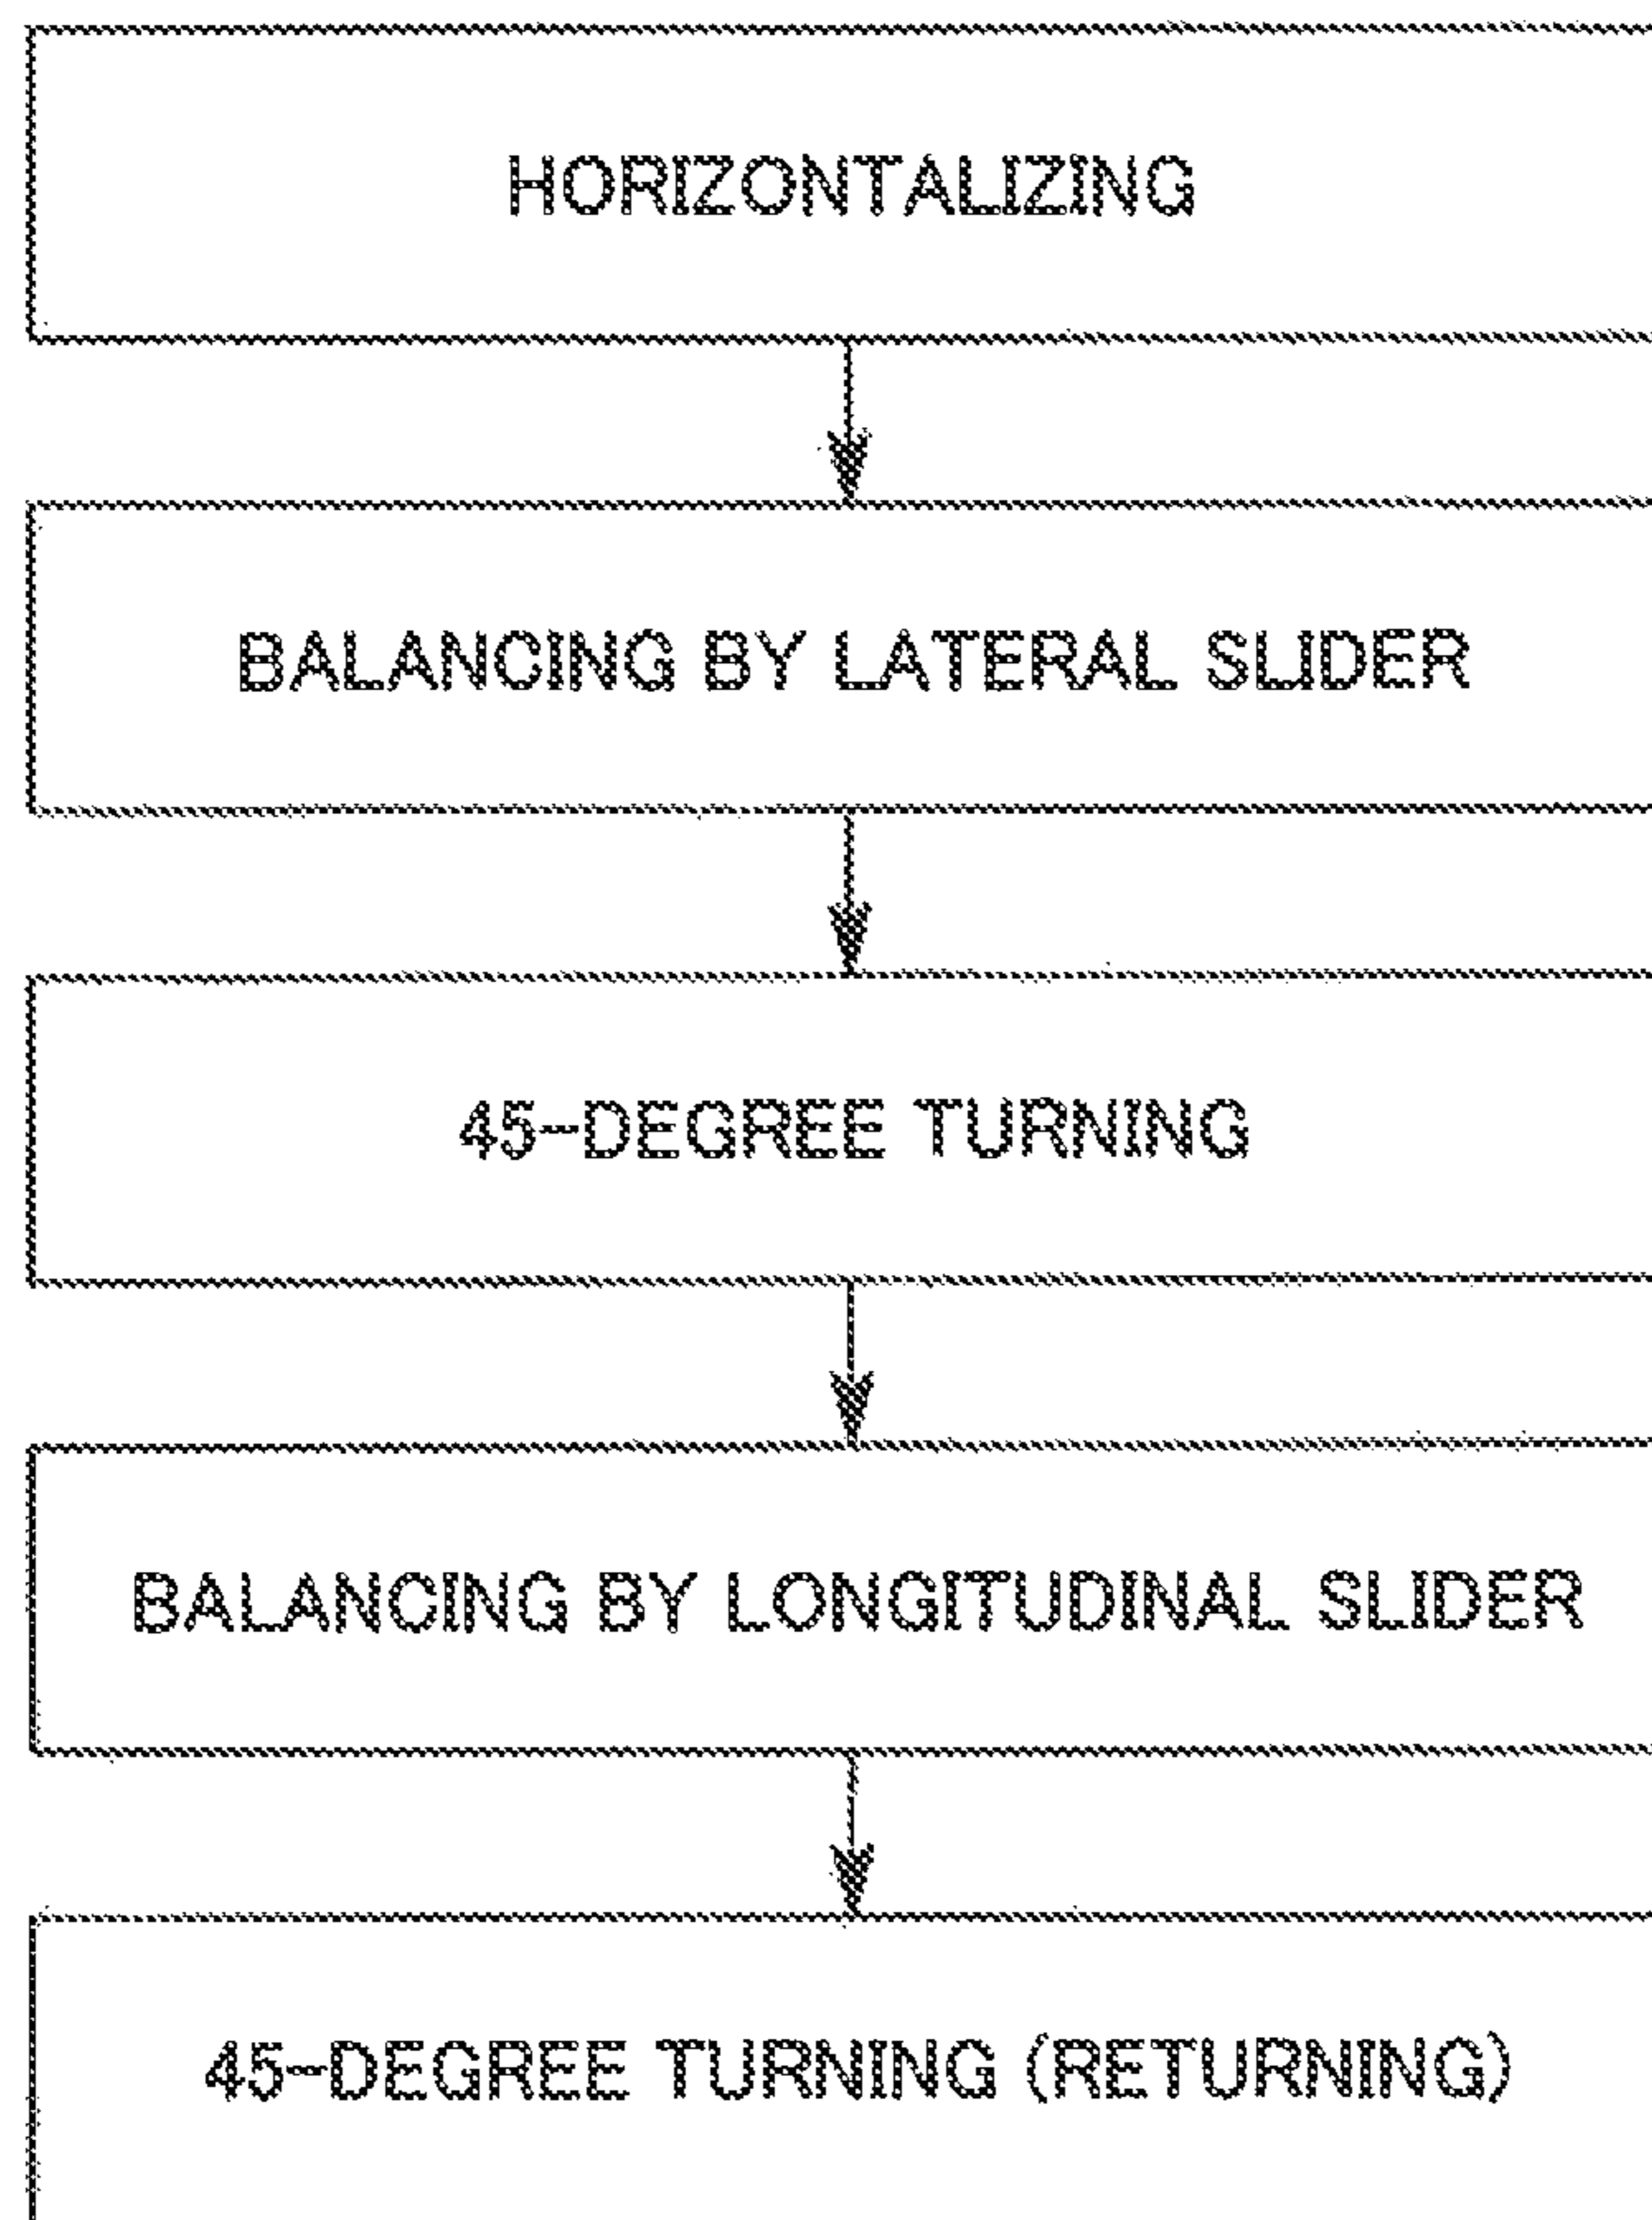 HORIZONTALIZING
BALANCING BY LATERAL SLIDER
45-DEGREE TURNING
BALANCING BY LONGITUDINAL SLIDER
45-DEGREE TURNING (RETURNING)